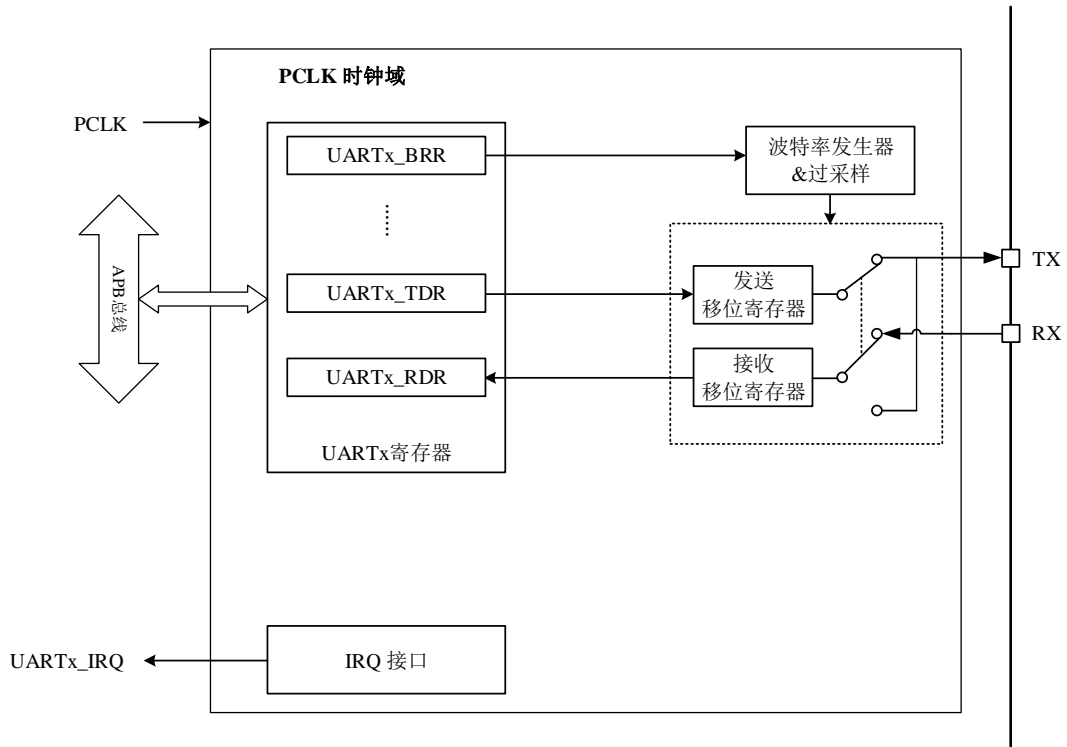 PCLK 时钟域
PCLK
UARTx_BRR
波特率发生器
&过采样
......
APB总线
UARTx_TDR
发送
移位寄存器
TX
RX
UARTx_RDR
接收
移位寄存器
UARTx寄存器
UARTx_IRQ
IRQ 接口